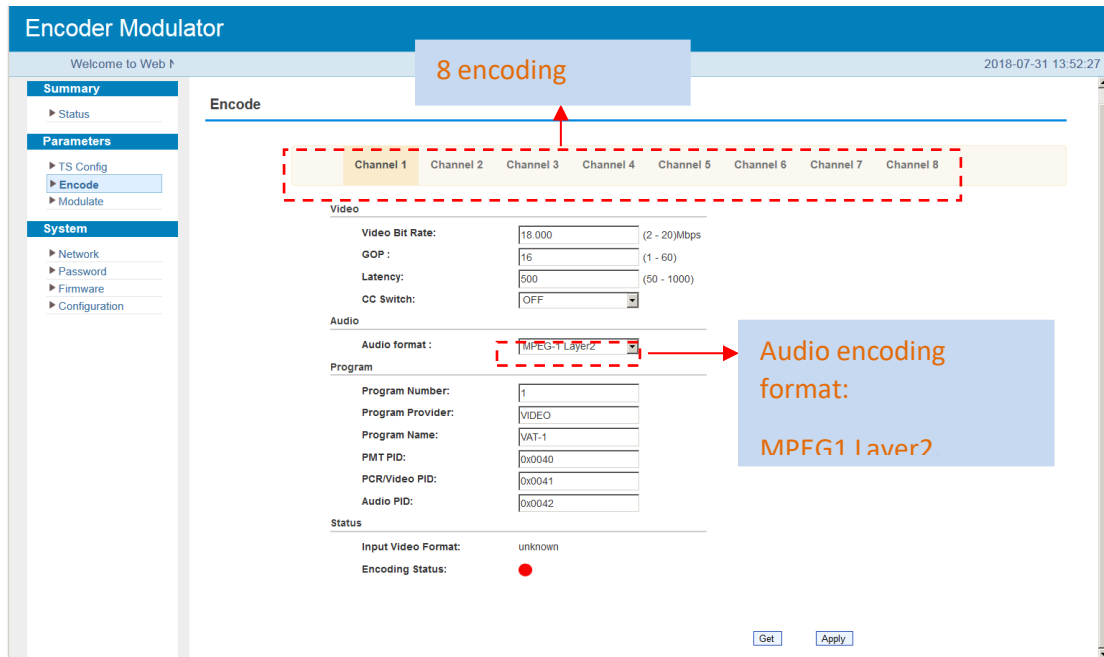 Encoder Modulator
Welcome to Web N
2018-07-31 13:52:27
8 encoding
Summary
Status
Parameters
TS Config
Encode
Modulate
System
Network
Password
Firmware
Configuration
Encode
Channel 1 Channel 2 Channel 3 Channel 4 Channel 5 Channel 6 Channel 7 Channel 8
Video
Video Bit Rate: 18.000 (2 - 20)Mbps
GOP : 16 (1 - 60)
Latency: 500 (50 - 1000)
CC Switch: OFF
Audio
Audio format : MPEG-1 Layer2
Audio encoding
format:
MPEG1 Layer2
Program
Program Number: 1
Program Provider: VIDEO
Program Name: VAT-1
PMT PID: 0x0040
PCR/Video PID: 0x0041
Audio PID: 0x0042
Status
Input Video Format: unknown
Encoding Status:
Get Apply